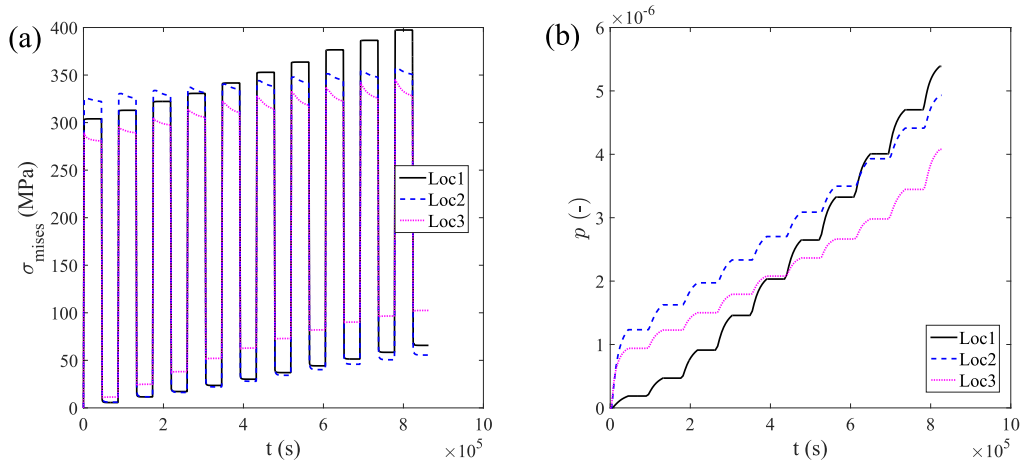 (a)
400
350
300
250
200
150
100
50
0
σmises (MPa)
0 2 4 6 8 10
t (s)
×10^5
Loc1
Loc2
Loc3
(b)
×10^-6
6
5
4
3
2
1
0
p (-)
0 2 4 6 8 10
t (s)
×10^5
Loc1
Loc2
Loc3